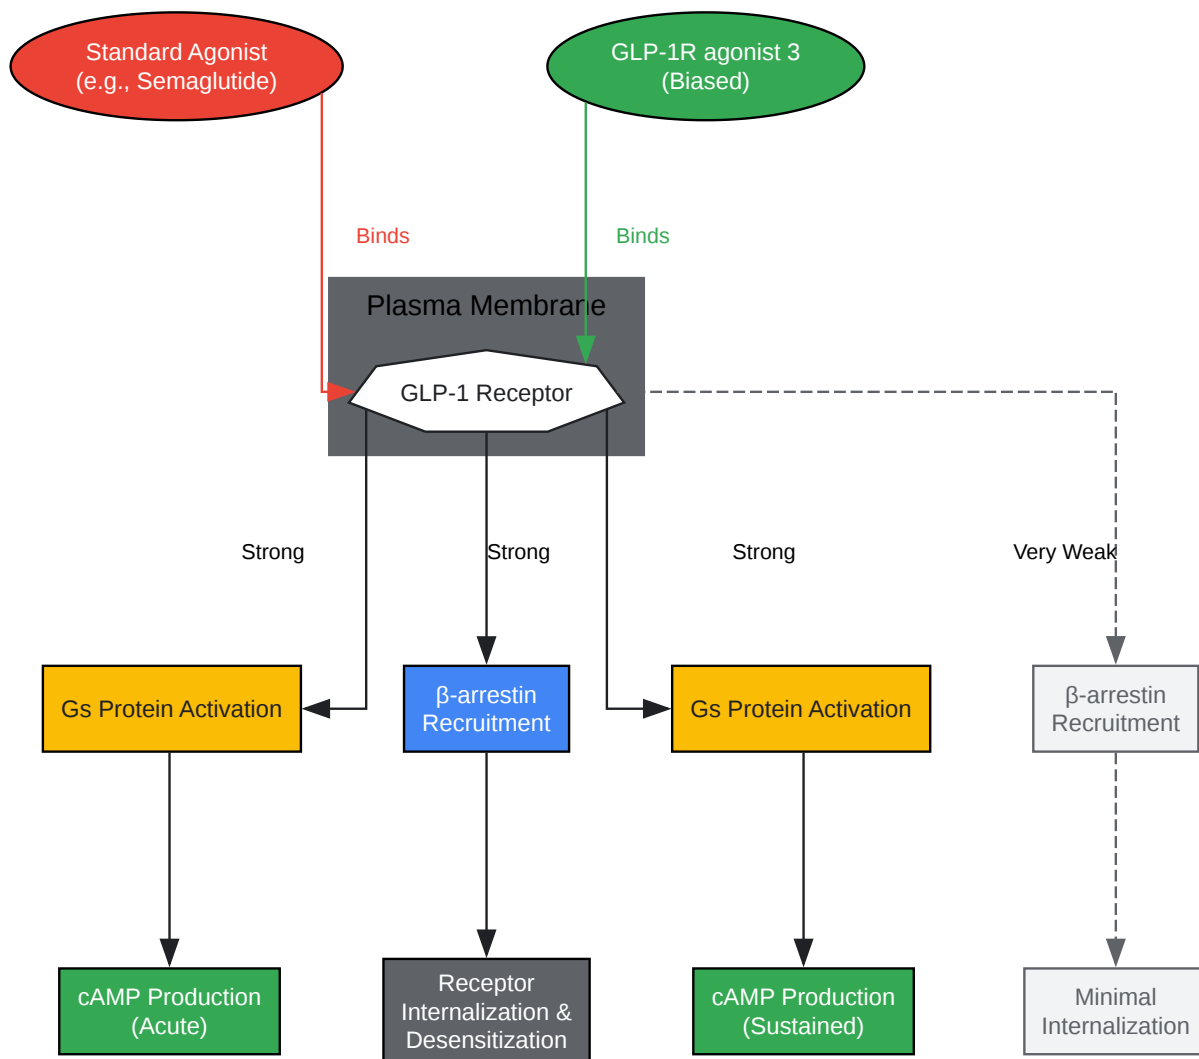 Standard Agonist
(e.g., Semaglutide)
GLP-1R agonist 3
(Biased)
Binds
Binds
Plasma Membrane
GLP-1 Receptor
Strong
Strong
Strong
Very Weak
Gs Protein Activation
β-arrestin
Recruitment
Gs Protein Activation
β-arrestin
Recruitment
cAMP Production
(Acute)
Receptor
Internalization &
Desensitization
cAMP Production
(Sustained)
Minimal
Internalization